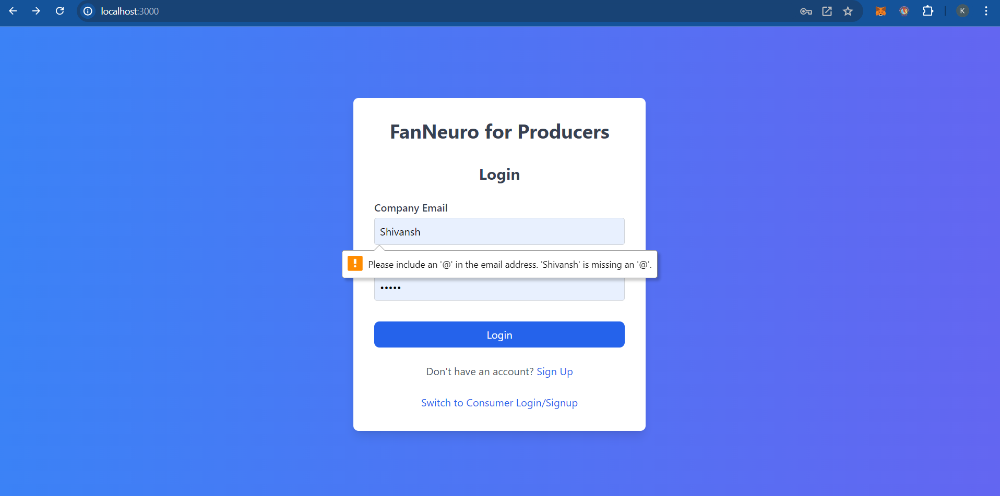 localhost:3000
K
FanNeuro for Producers
Login
Company Email
Shivansh
Please include an '@' in the email address. 'Shivansh' is missing an '@'.
•••••
Login
Don't have an account? Sign Up
Switch to Consumer Login/Signup